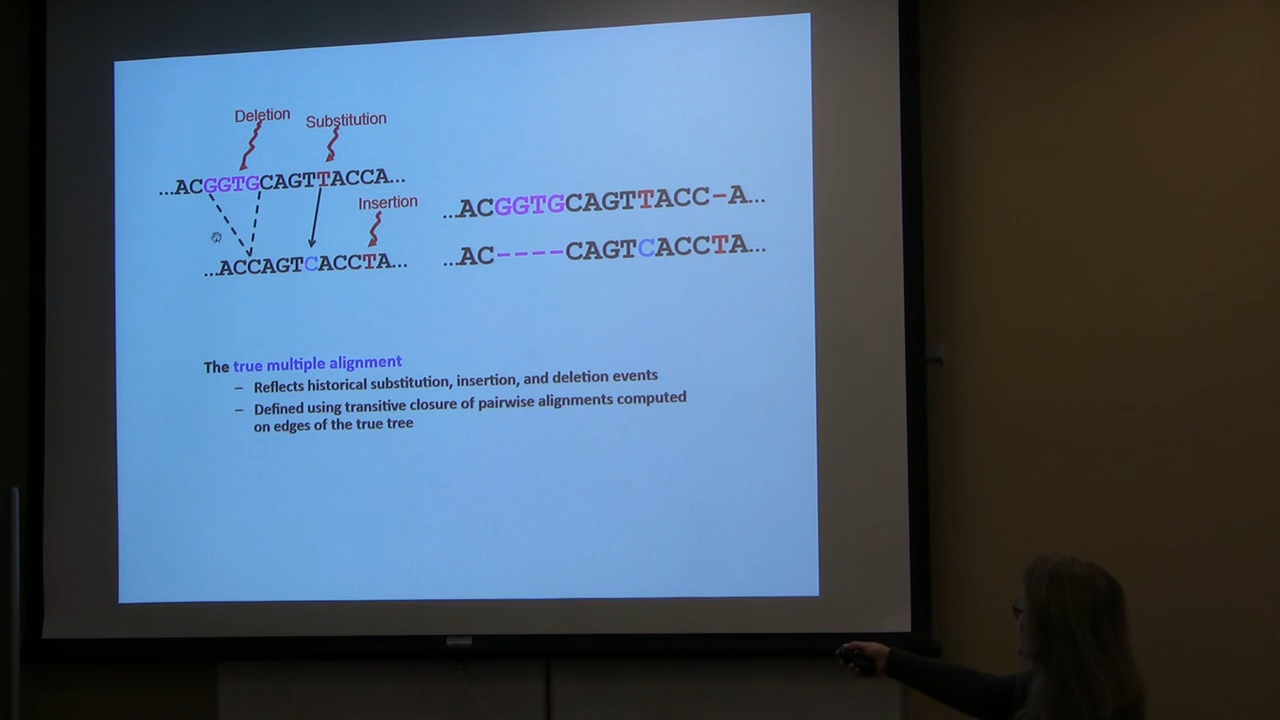 Deletion
Substitution
...ACGGTGCAGTTACCA...
Insertion
...ACCAGTCACCTA...
...ACGGTGCAGTTACC–A...
...AC––––CAGTCACCTA...
The true multiple alignment
– Reflects historical substitution, insertion, and deletion events
– Defined using transitive closure of pairwise alignments computed
on edges of the true tree